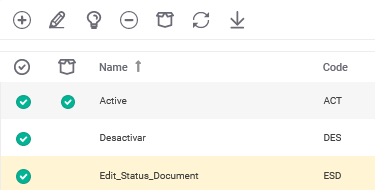 Name Code
Active ACT
Desactivar DES
Edit_Status_Document ESD